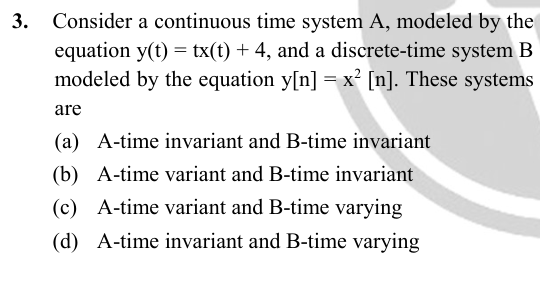 3. Consider a continuous time system A, modeled by the
equation y(t) = tx(t) + 4, and a discrete-time system B
modeled by the equation y[n] = x² [n]. These systems
are
(a) A-time invariant and B-time invariant
(b) A-time variant and B-time invariant
(c) A-time variant and B-time varying
(d) A-time invariant and B-time varying